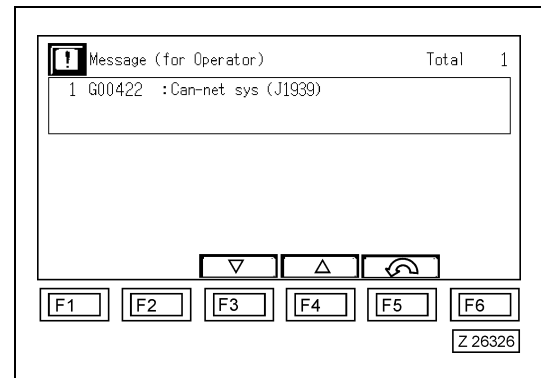 ! Message (for Operator) Total 1
1 G00422 :Can-net sys (J1939)
F1 F2 F3 F4 F5 F6
Z 26326